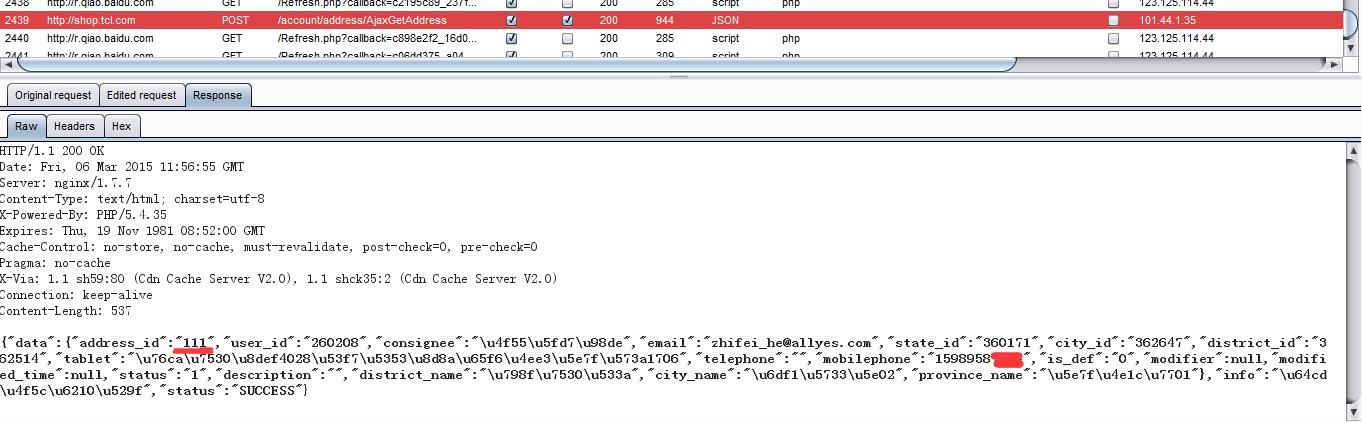 2438 http://r.qiao.baidu.com GET /Refresh.php?callback=c2195c89_237f... 200 285 script php 123.125.114.44
2439 http://shop.tcl.com POST /account/address/AjaxGetAddress 200 944 JSON 101.44.1.35
2440 http://r.qiao.baidu.com GET /Refresh.php?callback=c898e2f2_16d0... 200 285 script php 123.125.114.44
2441 http://r.qiao.baidu.com GET /Refresh.php?callback=c06dd375_a04... 200 309 script php 123.125.114.44
Original request Edited request Response
Raw Headers Hex
HTTP/1.1 200 OK
Date: Fri, 06 Mar 2015 11:56:55 GMT
Server: nginx/1.7.7
Content-Type: text/html; charset=utf-8
X-Powered-By: PHP/5.4.35
Expires: Thu, 19 Nov 1981 08:52:00 GMT
Cache-Control: no-store, no-cache, must-revalidate, post-check=0, pre-check=0
Pragma: no-cache
X-Via: 1.1 sh59:80 (Cdn Cache Server V2.0), 1.1 shck35:2 (Cdn Cache Server V2.0)
Connection: keep-alive
Content-Length: 537
{"data":{"address_id":"111","user_id":"260208","consignee":"\u4f55\u5fd7\u98de","email":"zhifei_he@allyes.com","state_id":"360171","city_id":"362647","district_id":"3
62514","tablet":"\u76ca\u7530\u8def4028\u53f7\u5353\u8d8a\u65f6\u4ee3\u5e7f\u573a1706","telephone":"","mobilephone":"1598958","is_def":"0","modifier":null,"modifi
ed_time":null,"status":"1","description":"","district_name":"\u798f\u7530\u533a","city_name":"\u6df1\u5733\u5e02","province_name":"\u5e7f\u4e1c\u7701"},"info":"\u64cd
\u4f5c\u6210\u529f","status":"SUCCESS"}